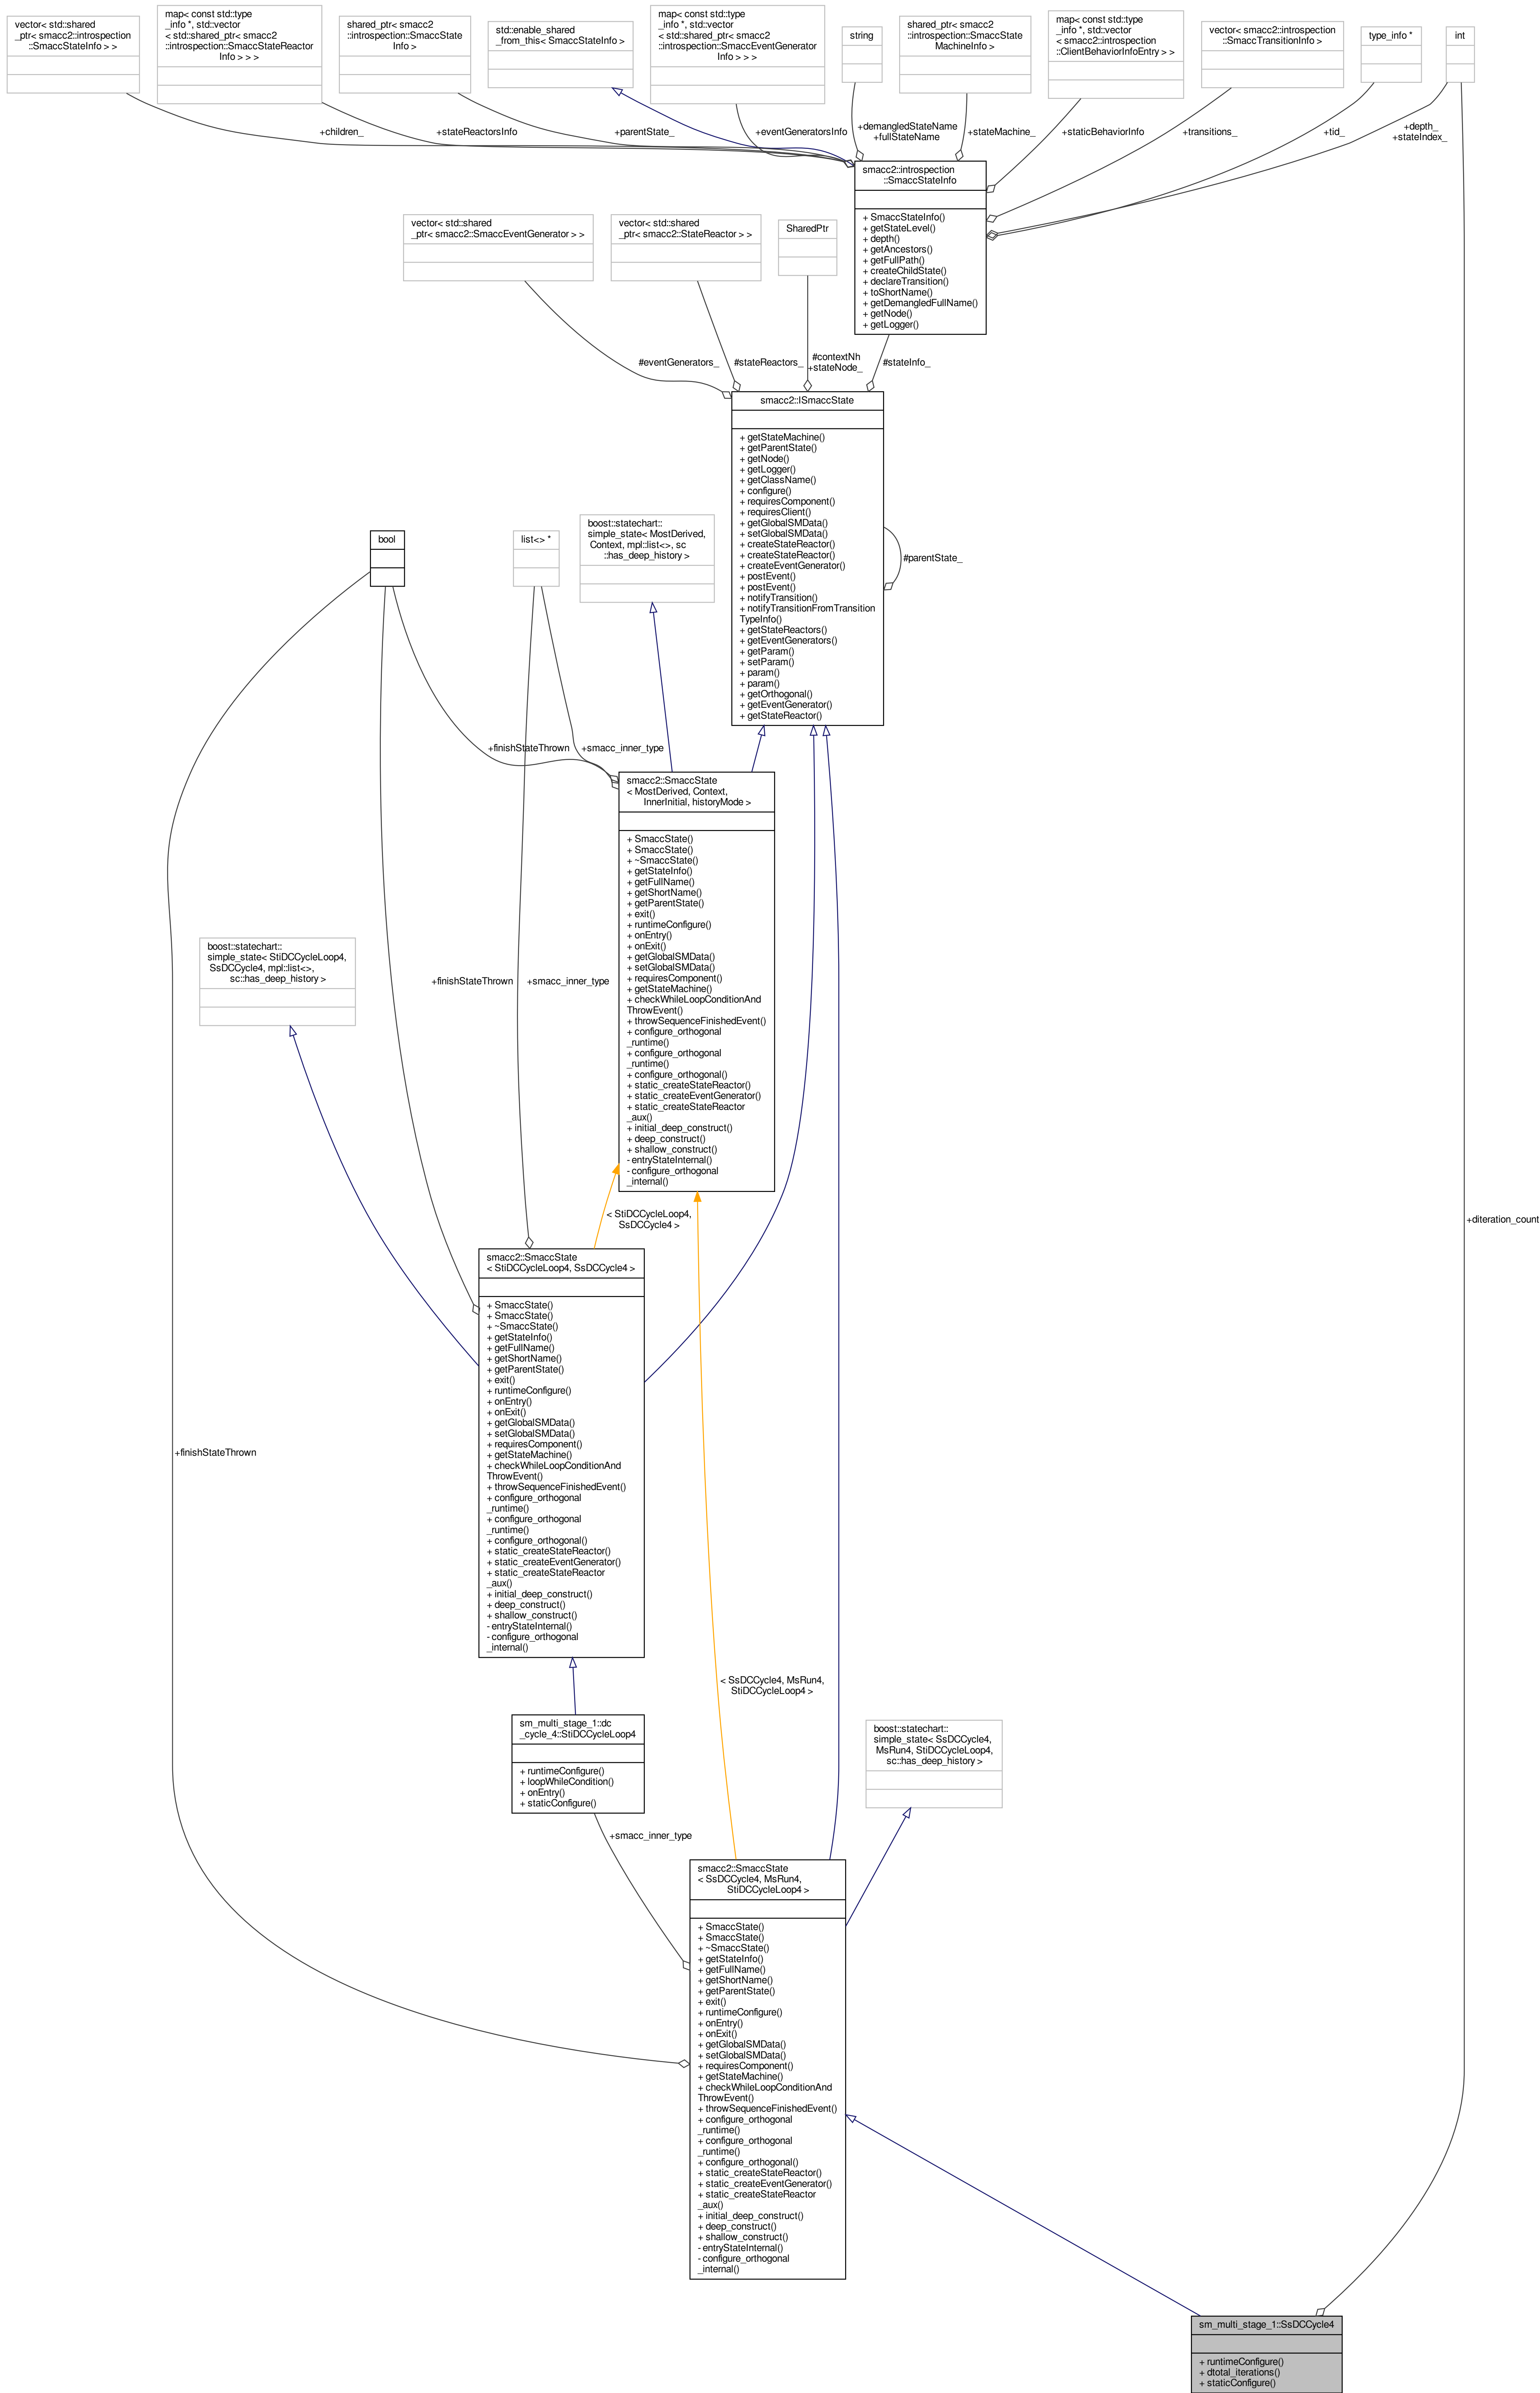 vector< std::shared
_ptr< smacc2::introspection
::SmaccStateInfo > >
map< const std::type
_info *, std::vector
< std::shared_ptr< smacc2
::introspection::SmaccStateReactor
Info > > >
shared_ptr< smacc2
::introspection::SmaccState
Info >
std::enable_shared
_from_this< SmaccStateInfo >
map< const std::type
_info *, std::vector
< std::shared_ptr< smacc2
::introspection::SmaccEventGenerator
Info > > >
string
shared_ptr< smacc2
::introspection::SmaccState
MachineInfo >
map< const std::type
_info *, std::vector
< smacc2::introspection
::ClientBehaviorInfoEntry > >
vector< smacc2::introspection
::SmaccTransitionInfo >
type_info *
int
+children_
+stateReactorsInfo
+parentState_
+eventGeneratorsInfo
+demangledStateName
+fullStateName
+stateMachine_
+staticBehaviorInfo
+transitions_
+tid_
+depth_
+stateIndex_
smacc2::introspection
::SmaccStateInfo
+ SmaccStateInfo()
+ getStateLevel()
+ depth()
+ getAncestors()
+ getFullPath()
+ createChildState()
+ declareTransition()
+ toShortName()
+ getDemangledFullName()
+ getNode()
+ getLogger()
vector< std::shared
_ptr< smacc2::SmaccEventGenerator > >
vector< std::shared
_ptr< smacc2::StateReactor > >
SharedPtr
#eventGenerators_
#stateReactors_
#contextNh
+stateNode_
#stateInfo_
smacc2::ISmaccState
+ getStateMachine()
+ getParentState()
+ getNode()
+ getLogger()
+ getClassName()
+ configure()
+ requiresComponent()
+ requiresClient()
+ getGlobalSMData()
+ setGlobalSMData()
+ createStateReactor()
+ createStateReactor()
+ createEventGenerator()
+ postEvent()
+ postEvent()
+ notifyTransition()
+ notifyTransitionFromTransition
TypeInfo()
+ getStateReactors()
+ getEventGenerators()
+ getParam()
+ setParam()
+ param()
+ param()
+ getOrthogonal()
+ getEventGenerator()
+ getStateReactor()
#parentState_
bool
list<> *
boost::statechart::
simple_state< MostDerived,
Context, mpl::list<>, sc
::has_deep_history >
+finishStateThrown
+smacc_inner_type
smacc2::SmaccState
< MostDerived, Context,
InnerInitial, historyMode >
+ SmaccState()
+ SmaccState()
+ ~SmaccState()
+ getStateInfo()
+ getFullName()
+ getShortName()
+ getParentState()
+ exit()
+ runtimeConfigure()
+ onEntry()
+ onExit()
+ getGlobalSMData()
+ setGlobalSMData()
+ requiresComponent()
+ getStateMachine()
+ checkWhileLoopConditionAnd
ThrowEvent()
+ throwSequenceFinishedEvent()
+ configure_orthogonal
_runtime()
+ configure_orthogonal
_runtime()
+ configure_orthogonal()
+ static_createStateReactor()
+ static_createEventGenerator()
+ static_createStateReactor
_aux()
+ initial_deep_construct()
+ deep_construct()
+ shallow_construct()
- entryStateInternal()
- configure_orthogonal
_internal()
boost::statechart::
simple_state< StiDCCycleLoop4,
SsDCCycle4, mpl::list<>,
sc::has_deep_history >
+finishStateThrown
+smacc_inner_type
< StiDCCycleLoop4,
SsDCCycle4 >
+diteration_count
smacc2::SmaccState
< StiDCCycleLoop4, SsDCCycle4 >
+ SmaccState()
+ SmaccState()
+ ~SmaccState()
+ getStateInfo()
+ getFullName()
+ getShortName()
+ getParentState()
+ exit()
+ runtimeConfigure()
+ onEntry()
+ onExit()
+ getGlobalSMData()
+ setGlobalSMData()
+ requiresComponent()
+ getStateMachine()
+ checkWhileLoopConditionAnd
ThrowEvent()
+ throwSequenceFinishedEvent()
+ configure_orthogonal
_runtime()
+ configure_orthogonal
_runtime()
+ configure_orthogonal()
+ static_createStateReactor()
+ static_createEventGenerator()
+ static_createStateReactor
_aux()
+ initial_deep_construct()
+ deep_construct()
+ shallow_construct()
- entryStateInternal()
- configure_orthogonal
_internal()
+finishStateThrown
< SsDCCycle4, MsRun4,
StiDCCycleLoop4 >
sm_multi_stage_1::dc
_cycle_4::StiDCCycleLoop4
+ runtimeConfigure()
+ loopWhileCondition()
+ onEntry()
+ staticConfigure()
boost::statechart::
simple_state< SsDCCycle4,
MsRun4, StiDCCycleLoop4,
sc::has_deep_history >
+smacc_inner_type
smacc2::SmaccState
< SsDCCycle4, MsRun4,
StiDCCycleLoop4 >
+ SmaccState()
+ SmaccState()
+ ~SmaccState()
+ getStateInfo()
+ getFullName()
+ getShortName()
+ getParentState()
+ exit()
+ runtimeConfigure()
+ onEntry()
+ onExit()
+ getGlobalSMData()
+ setGlobalSMData()
+ requiresComponent()
+ getStateMachine()
+ checkWhileLoopConditionAnd
ThrowEvent()
+ throwSequenceFinishedEvent()
+ configure_orthogonal
_runtime()
+ configure_orthogonal
_runtime()
+ configure_orthogonal()
+ static_createStateReactor()
+ static_createEventGenerator()
+ static_createStateReactor
_aux()
+ initial_deep_construct()
+ deep_construct()
+ shallow_construct()
- entryStateInternal()
- configure_orthogonal
_internal()
sm_multi_stage_1::SsDCCycle4
+ runtimeConfigure()
+ dtotal_iterations()
+ staticConfigure()